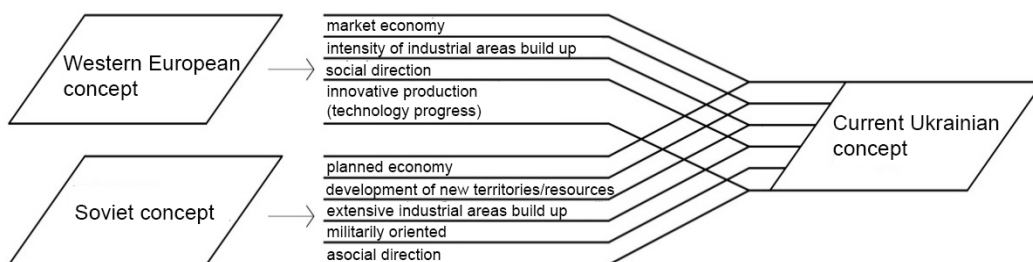 Western European
concept
market economy
intensity of industrial areas build up
social direction
innovative production
(technology progress)
Soviet concept
planned economy
development of new territories/resources
extensive industrial areas build up
militarily oriented
asocial direction
Current Ukrainian
concept